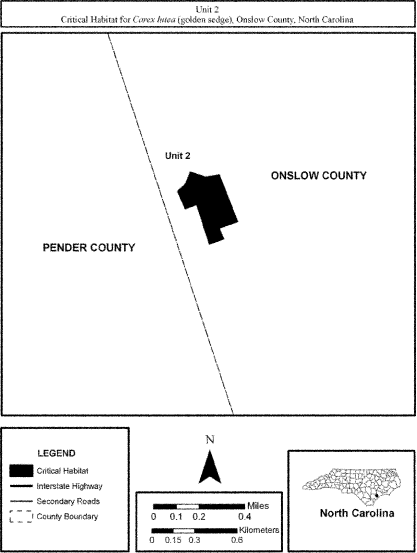 Unit 2
Critical Habitat for Carex lutea (golden sedge), Onslow County, North Carolina
Unit 2
ONSLOW COUNTY
PENDER COUNTY
LEGEND
Critical Habitat
Interstate Highway
Secondary Roads
County Boundary
N
Miles
0 0.1 0.2 0.4
Kilometers
0 0.15 0.3 0.6
North Carolina